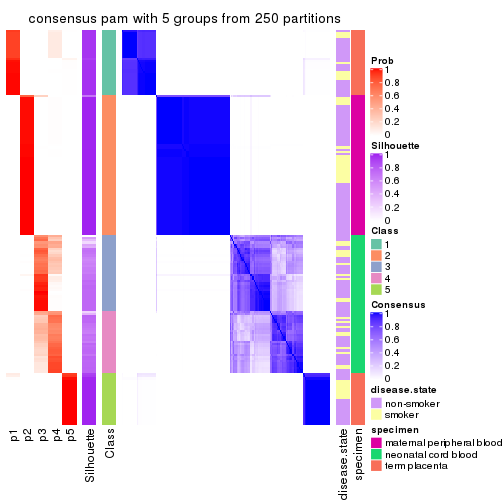 consensus pam with 5 groups from 250 partitions
Prob
1
0.8
0.6
0.4
0.2
0
Silhouette
1
0.8
0.6
0.4
0.2
0
Class
1
2
3
4
5
Consensus
1
0.8
0.6
0.4
0.2
0
disease.state
non-smoker
smoker
specimen
maternal peripheral blood
neonatal cord blood
term placenta
p1
p2
p3
p4
p5
Silhouette
Class
disease.state
specimen